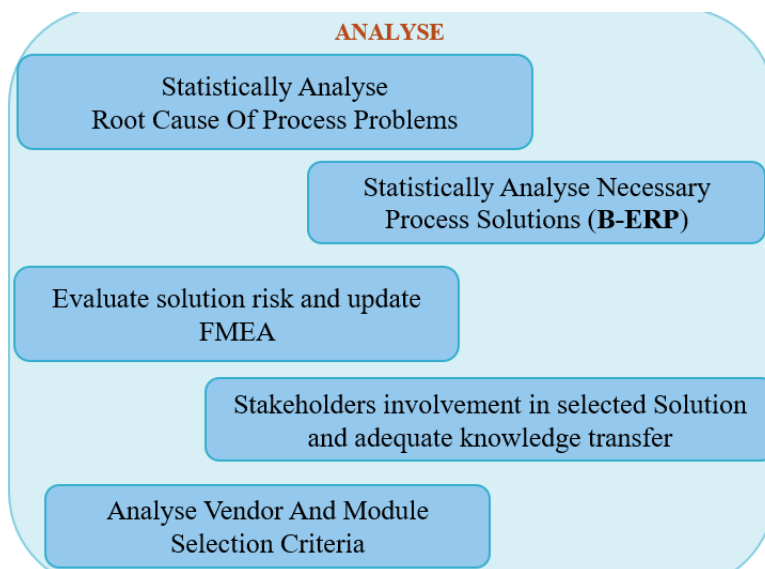 ANALYSE
Statistically Analyse
Root Cause Of Process Problems
Statistically Analyse Necessary
Process Solutions (B-ERP)
Evaluate solution risk and update
FMEA
Stakeholders involvement in selected Solution
and adequate knowledge transfer
Analyse Vendor And Module
Selection Criteria